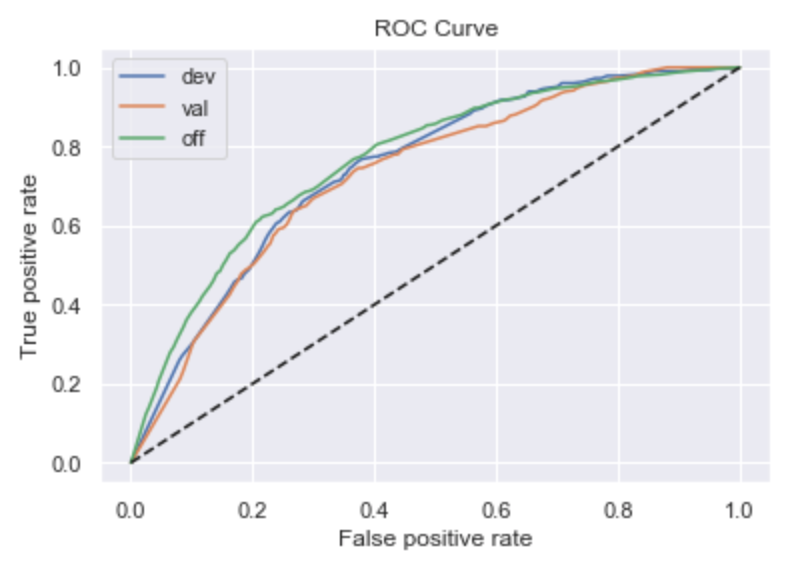 ROC Curve
1.0
0.8
0.6
0.4
0.2
0.0
True positive rate
dev
val
off
0.0 0.2 0.4 0.6 0.8 1.0
False positive rate